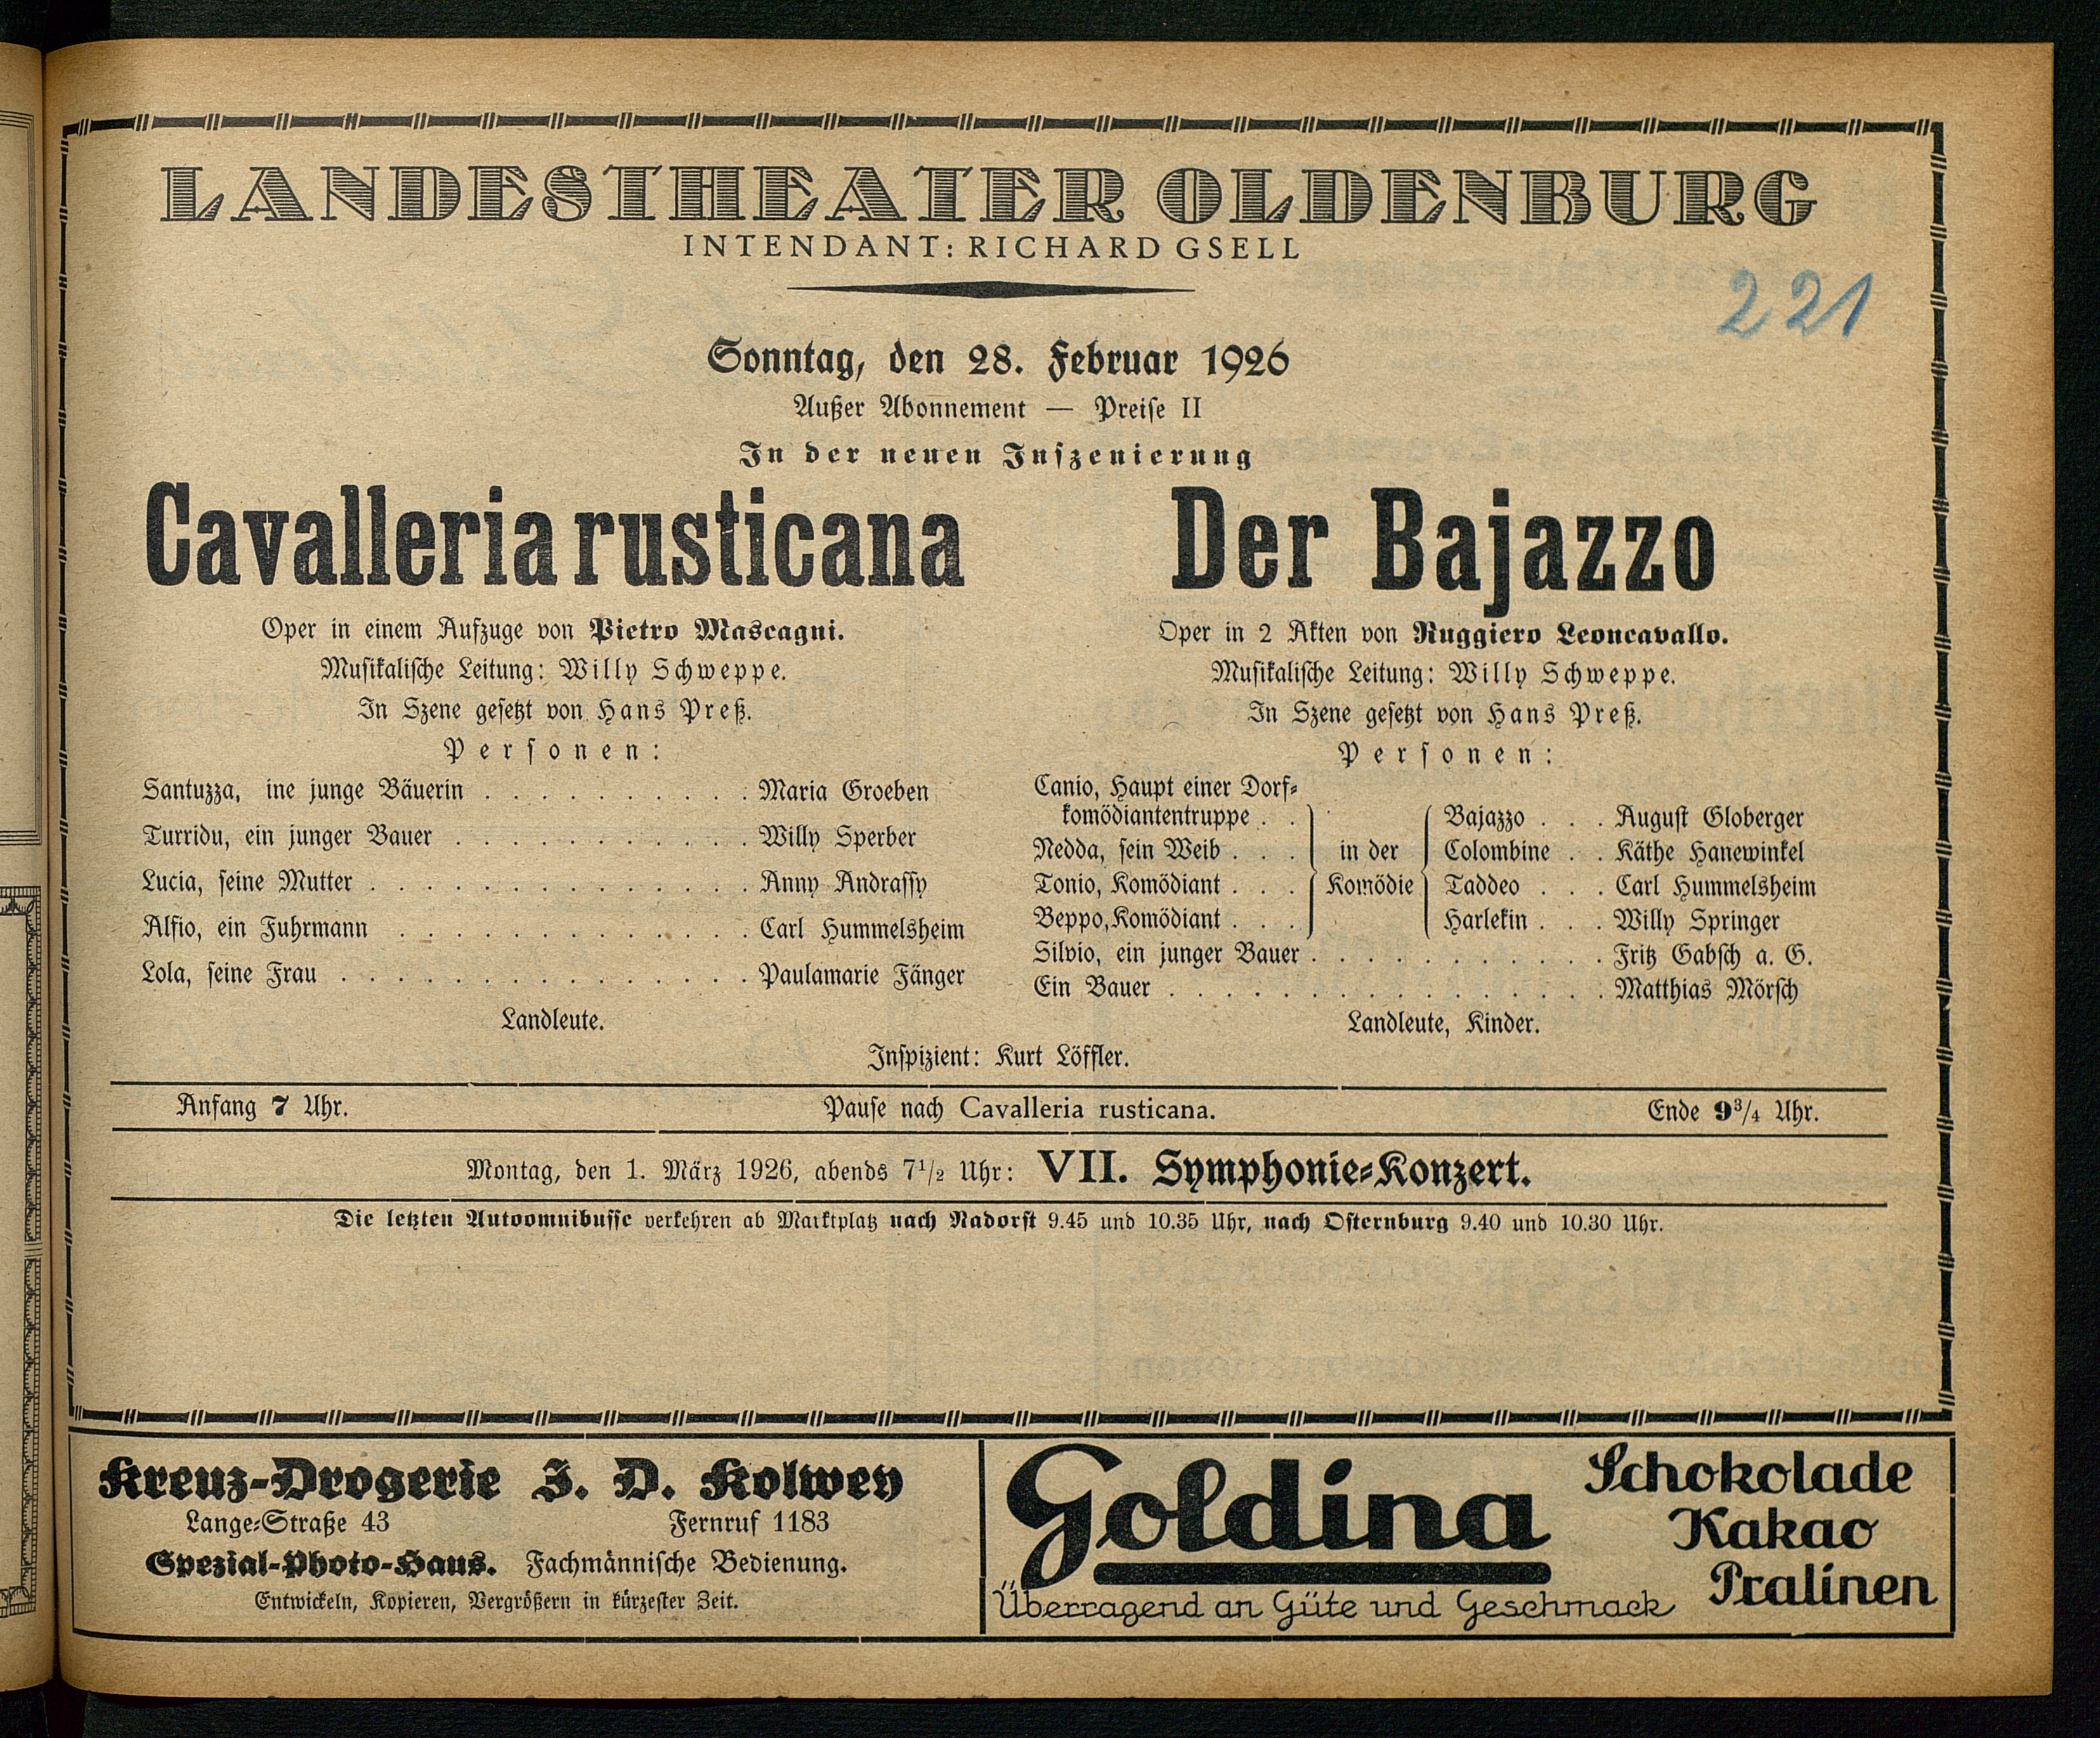 LANDESTHEATER OLDENBURG
INTENDANT: RICHARD GSELL
221
Sonntag, den 28. Februar 1926
Außer Abonnement — Preise II
In der neuen Inszenierung
Cavalleria rusticana
Oper in einem Aufzuge von Pietro Mascagni.
Musikalische Leitung: Willy Schweppe.
In Szene gesetzt von Hans Preß.
Personen:
Santuzza, ine junge Bäuerin . . . . . . . . . . Maria Groeben
Turridu, ein junger Bauer . . . . . . . . . . . Willy Sperber
Lucia, seine Mutter . . . . . . . . . . . . . . Anny Andrassy
Alfio, ein Fuhrmann . . . . . . . . . . . . . Carl Hummelsheim
Lola, seine Frau . . . . . . . . . . . . . . . Paulamarie Fänger
Landleute.
Der Bajazzo
Oper in 2 Akten von Ruggiero Leoncavallo.
Musikalische Leitung: Willy Schweppe.
In Szene gesetzt von Hans Preß.
Personen:
Canio, Haupt einer Dorf-
komödiantentruppe . . Bajazzo . . . August Globerger
Nedda, sein Weib . . . in der Colombine . . Käthe Hanewinkel
Tonio, Komödiant . . . Komödie Taddeo . . . Carl Hummelsheim
Beppo, Komödiant . . . Harlekin . . . Willy Springer
Silvio, ein junger Bauer . . . . . . . . . . . Fritz Gabsch a. G.
Ein Bauer . . . . . . . . . . . . . . . . Matthias Mörsch
Landleute, Kinder.
Inspizient: Kurt Löffler.
Anfang 7 Uhr. Pause nach Cavalleria rusticana. Ende 9¾ Uhr.
Montag, den 1. März 1926, abends 7½ Uhr: VII. Symphonie-Konzert.
Die letzten Autoomnibusse verkehren ab Marktplatz nach Nadorst 9.45 und 10.35 Uhr, nach Osternburg 9.40 und 10.30 Uhr.
Kreuz-Drogerie J. D. Kolwey
Lange-Straße 43 Fernruf 1183
Spezial-Photo-Haus. Fachmännische Bedienung.
Entwickeln, Kopieren, Vergrößern in kürzester Zeit.
Goldina
Schokolade
Kakao
Pralinen
Überragend an Güte und Geschmack